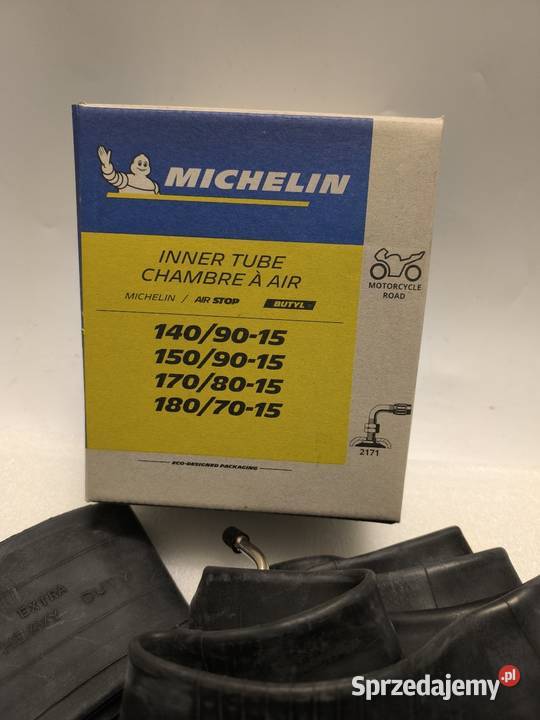 MICHELIN
INNER TUBE
CHAMBRE À AIR
MICHELIN / AIR STOP BUTYL
140/90-15
150/90-15
170/80-15
180/70-15
ECO-DESIGNED PACKAGING
MOTORCYCLE
ROAD
2171
EXTRA
HEAVY DUTY
Sprzedajemy.pl